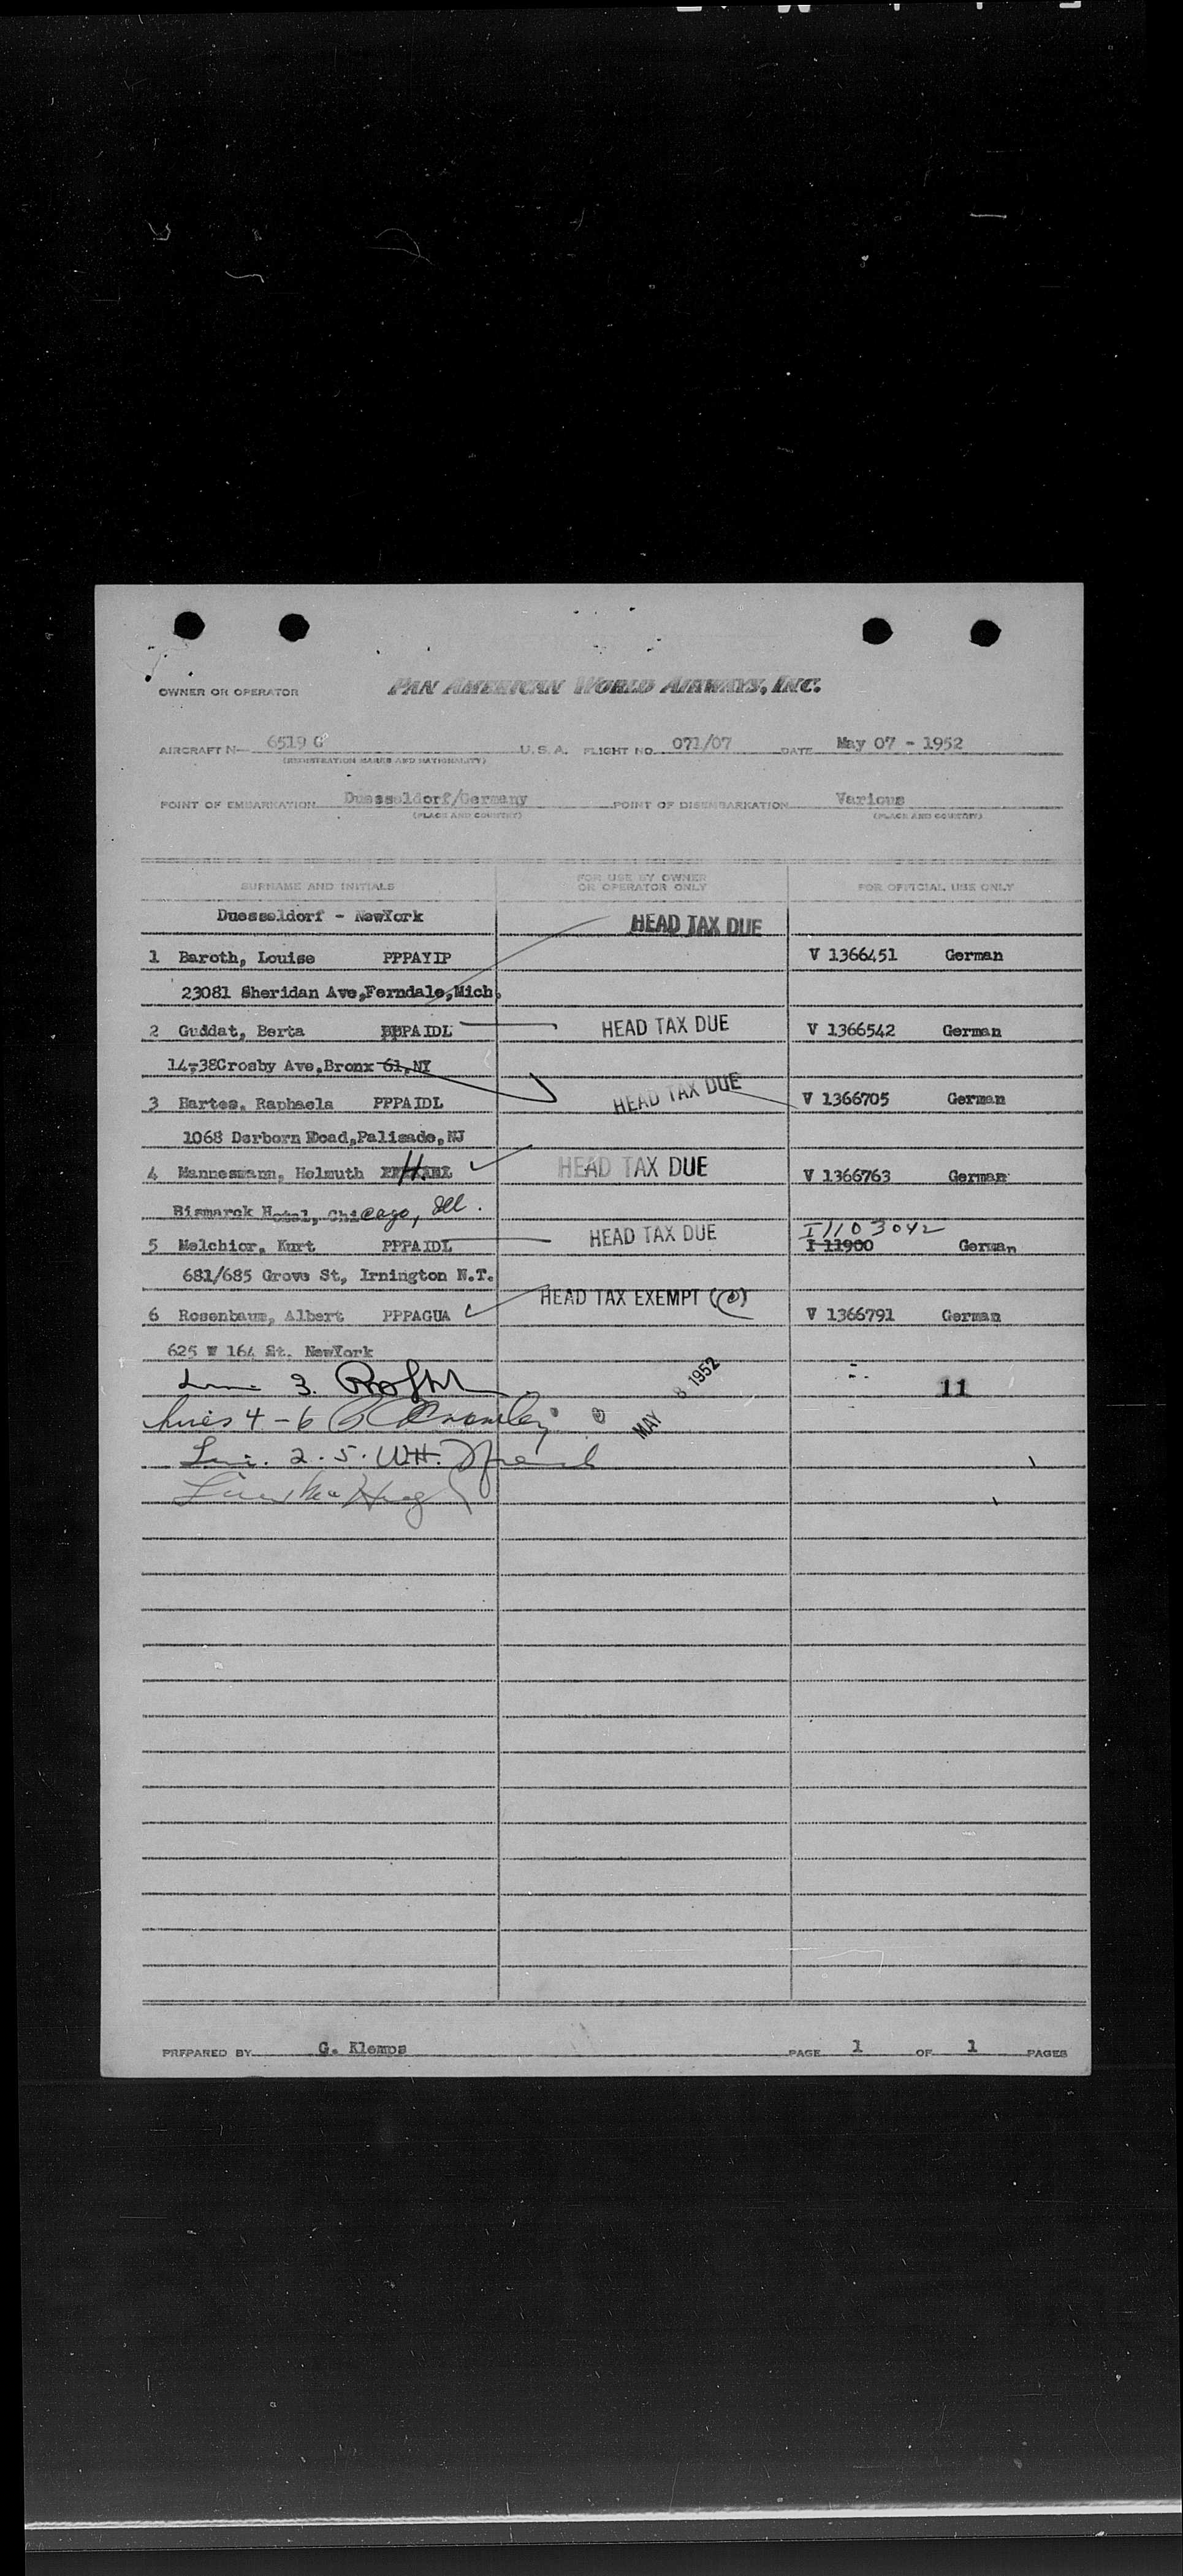 OWNER OR OPERATOR PAN AMERICAN WORLD AIRWAYS, INC.
AIRCRAFT N- 6519 G U. S. A. FLIGHT NO. 071/07 DATE May 07 - 1952
(REGISTRATION MARKS AND NATIONALITY)
POINT OF EMBARKATION Duesseldorf/Germany POINT OF DISEMBARKATION Various
(PLACE AND COUNTRY) (PLACE AND COUNTRY)
SURNAME AND INITIALS FOR USE BY OWNER OR OPERATOR ONLY FOR OFFICIAL USE ONLY
Duesseldorf - NewYork HEAD TAX DUE
1 Baroth, Louise PPPAYIP V 1366451 German
23081 Sheridan Ave,Ferndale,Mich.
2 Guddat, Berta PPPAIDL HEAD TAX DUE V 1366542 German
14-38Crosby Ave,Bronx 61,NY
3 Hartes, Raphaela PPPAIDL HEAD TAX DUE V 1366705 German
1068 Derborn Road,Palisade,NJ
4 Mannesmann, Helmuth H. HEAD TAX DUE V 1366763 German
Bismarck Hotel, Chicago, Ill.
I 1103042
5 Melchior, Kurt PPPAIDL HEAD TAX DUE I 11900 German
681/685 Grove St, Irnington N.T.
HEAD TAX EXEMPT
6 Rosenbaum, Albert PPPAGUA V 1366791 German
625 W 164 St. NewYork
3. MAY 8 1952 11
Lines 4-6
2. 5.
PREPARED BY G. Klemps PAGE 1 OF 1 PAGES